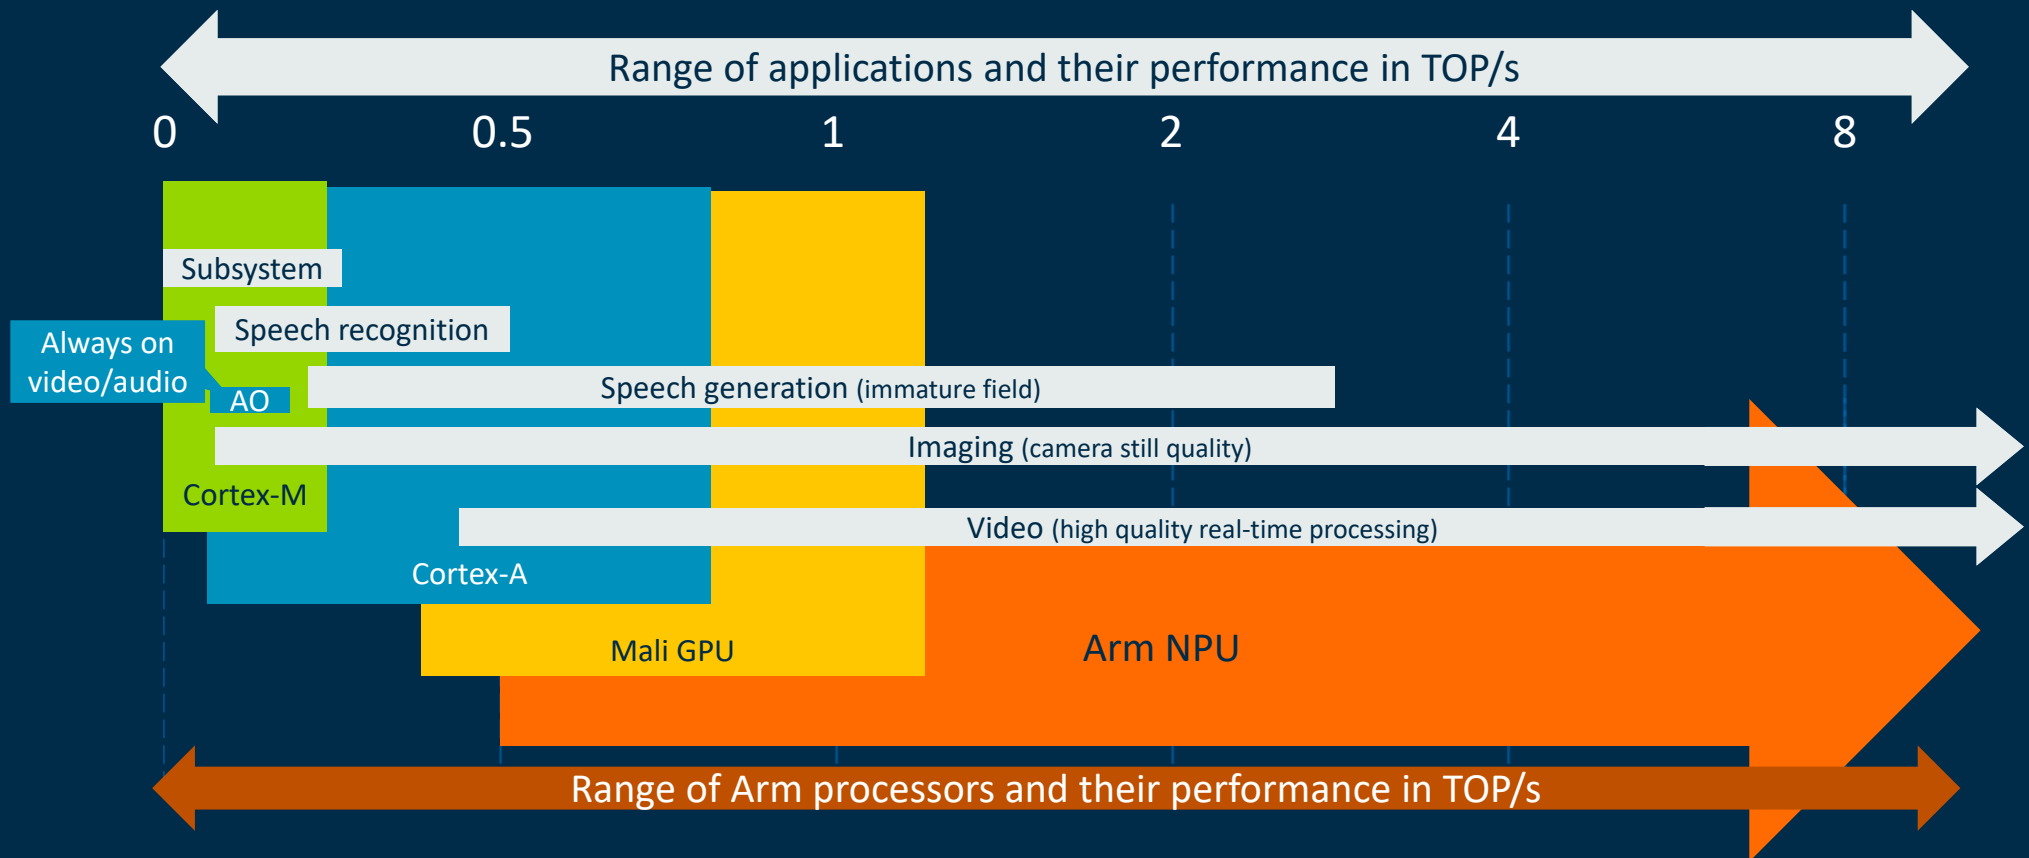 Range of applications and their performance in TOP/s
0 0.5 1 2 4 8
Subsystem
Speech recognition
Always on
video/audio
Speech generation (immature field)
AO
Imaging (camera still quality)
Cortex-M
Video (high quality real-time processing)
Cortex-A
Mali GPU
Arm NPU
Range of Arm processors and their performance in TOP/s